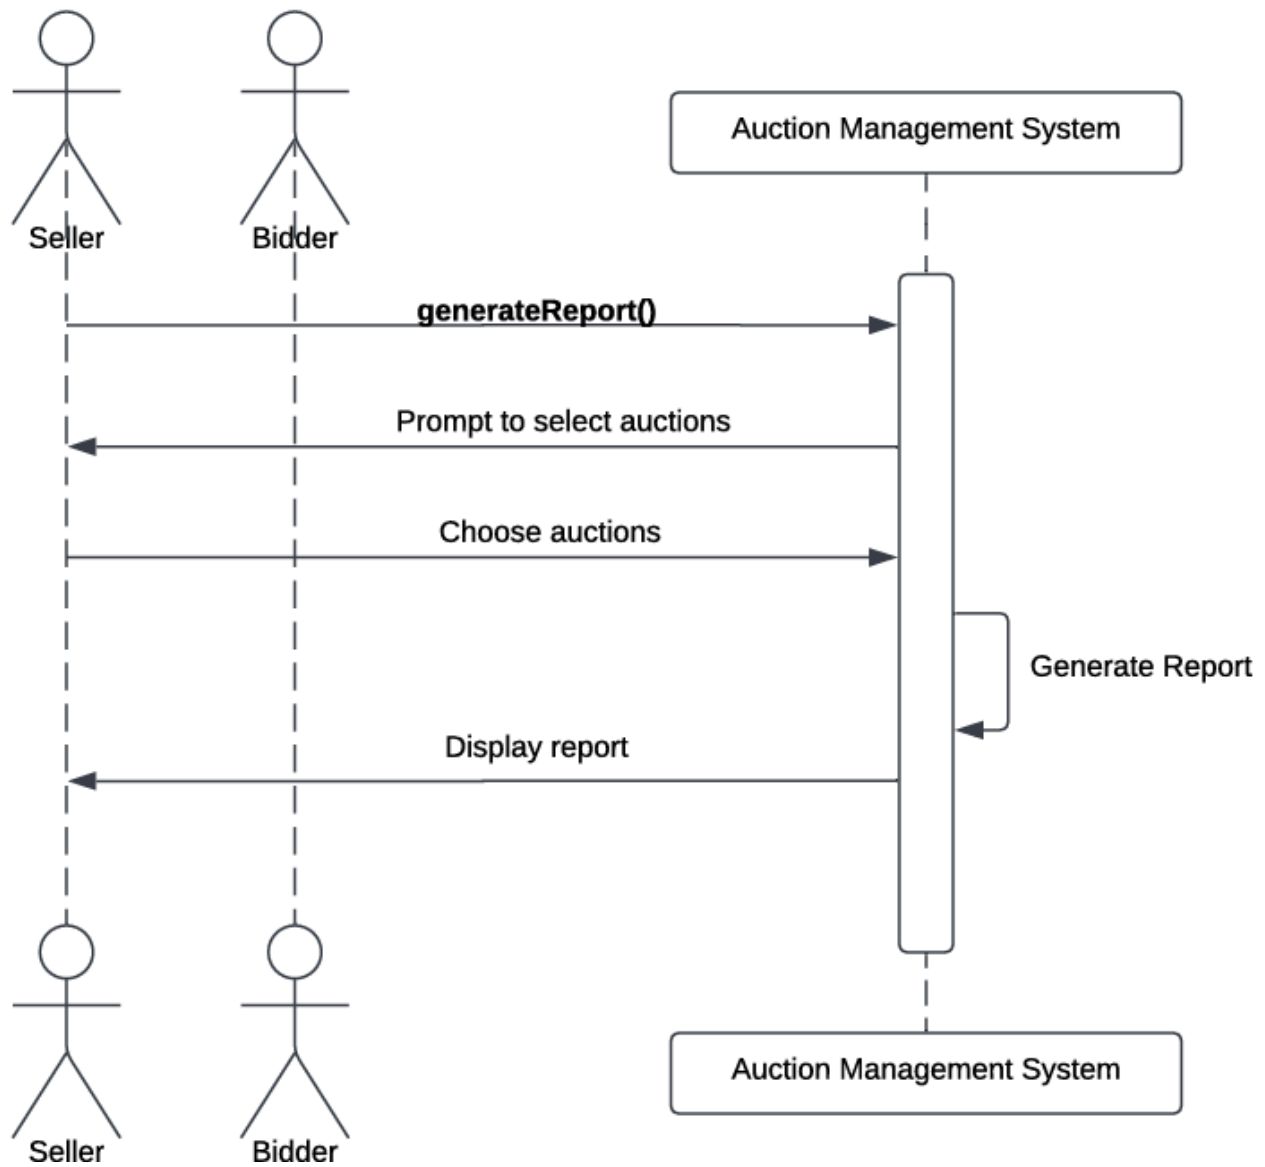 Auction Management System
Seller
Bidder
generateReport()
Prompt to select auctions
Choose auctions
Generate Report
Display report
Auction Management System
Seller
Bidder